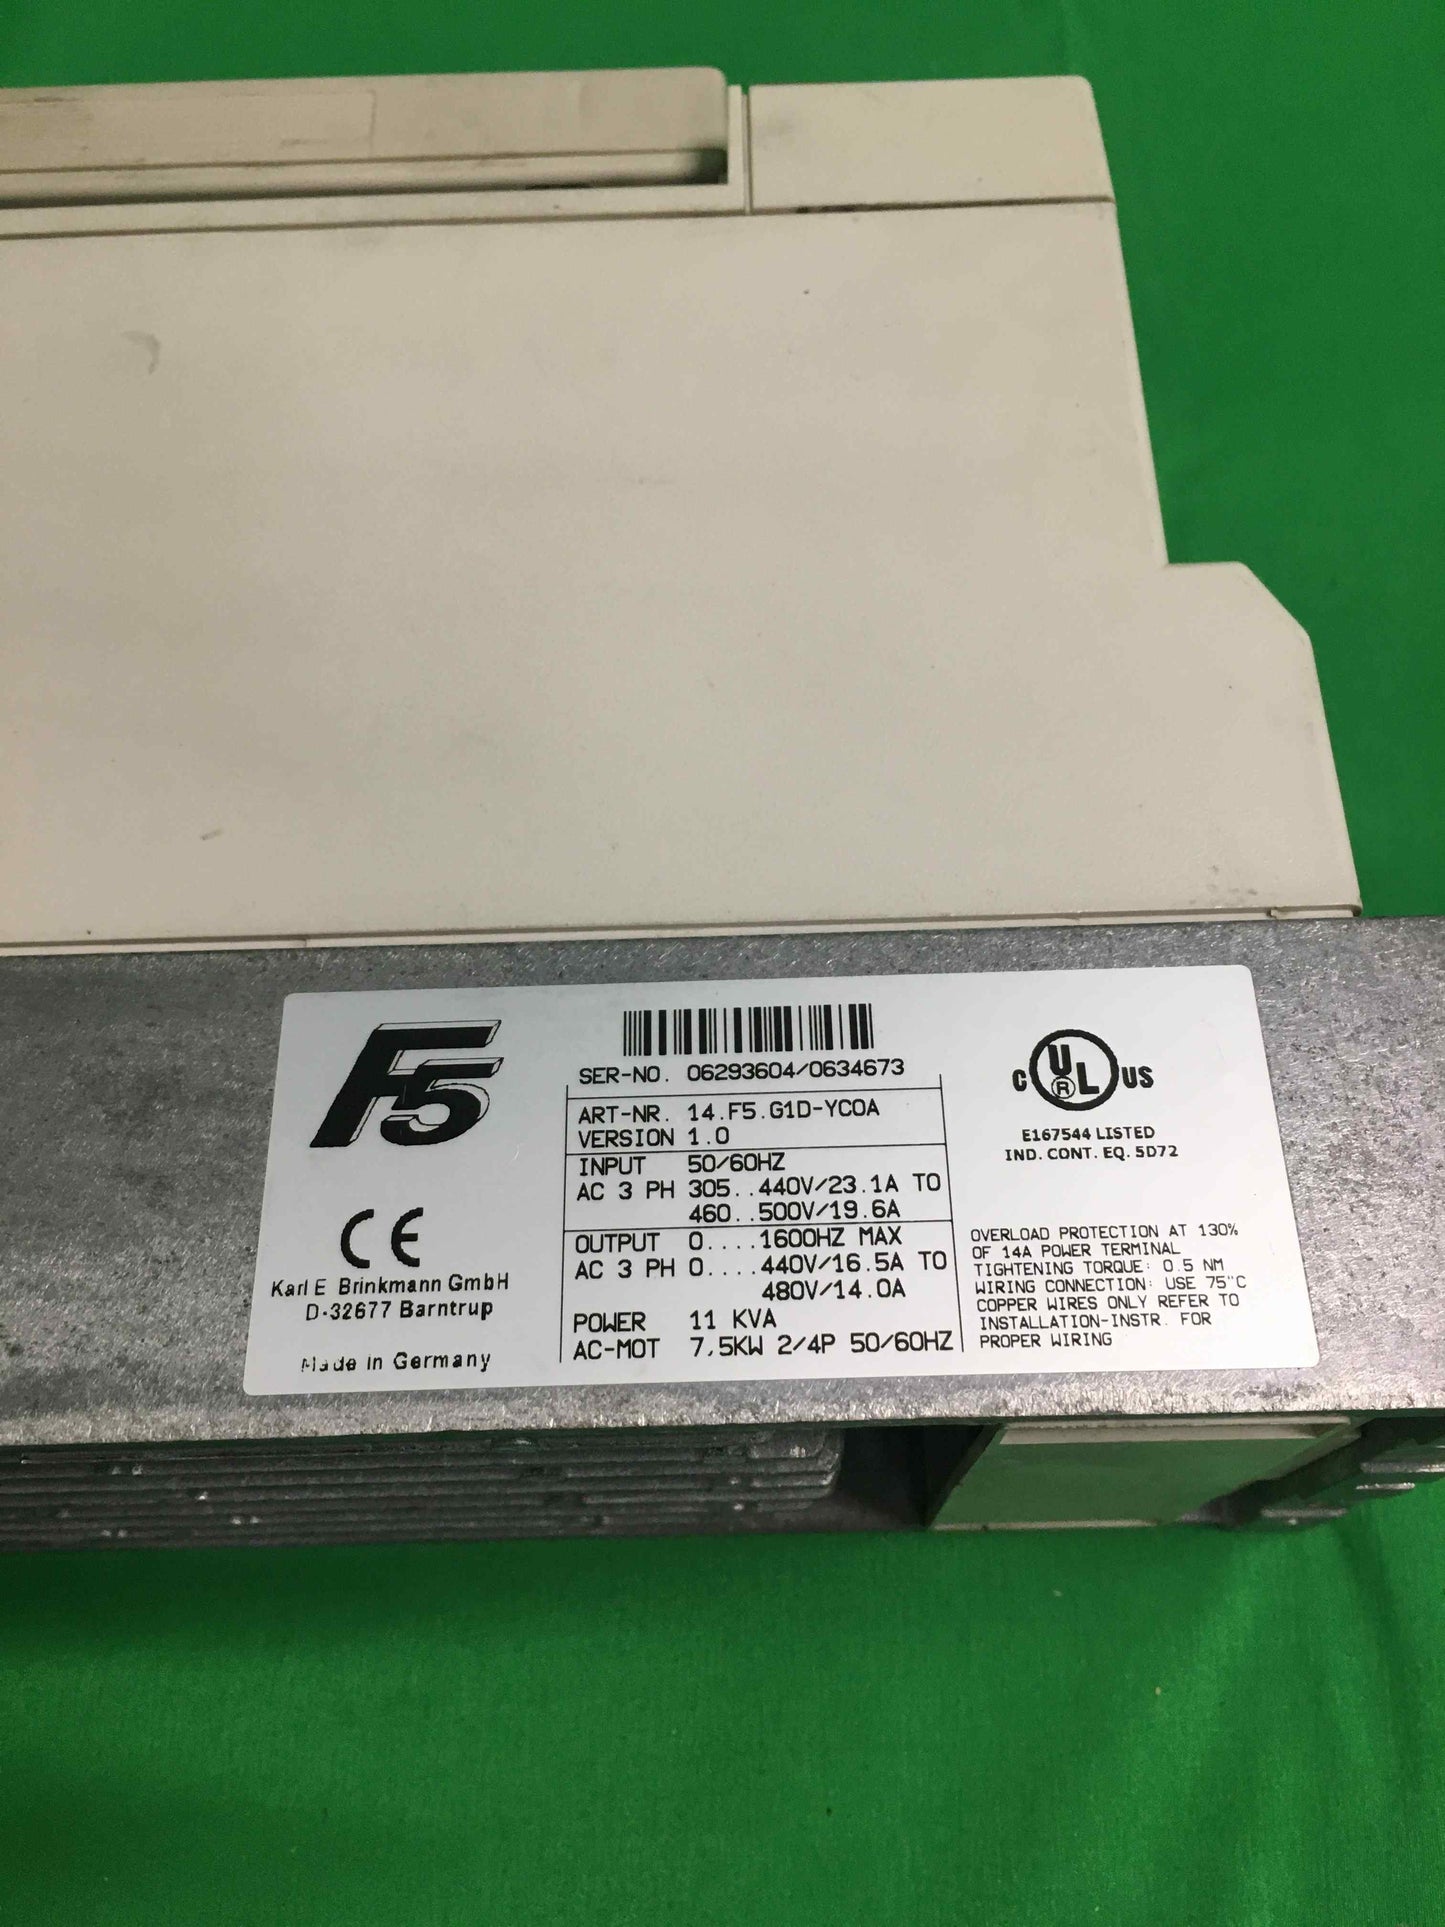 F5
CE
Karl E Brinkmann GmbH
D-32677 Barntrup
Made in Germany
SER-NO. 06293604/0634673
ART-NR. 14.F5.G1D-YC0A
VERSION 1.0
INPUT 50/60HZ
AC 3 PH 305..440V/23.1A TO
460..500V/19.6A
OUTPUT 0....1600HZ MAX
AC 3 PH 0....440V/16.5A TO
480V/14.0A
POWER 11 KVA
AC-MOT 7,5KW 2/4P 50/60HZ
C UL US
R
E167544 LISTED
IND. CONT. EQ. 5D72
OVERLOAD PROTECTION AT 130%
OF 14A POWER TERMINAL
TIGHTENING TORQUE: 0.5 NM
WIRING CONNECTION: USE 75°C
COPPER WIRES ONLY REFER TO
INSTALLATION-INSTR. FOR
PROPER WIRING